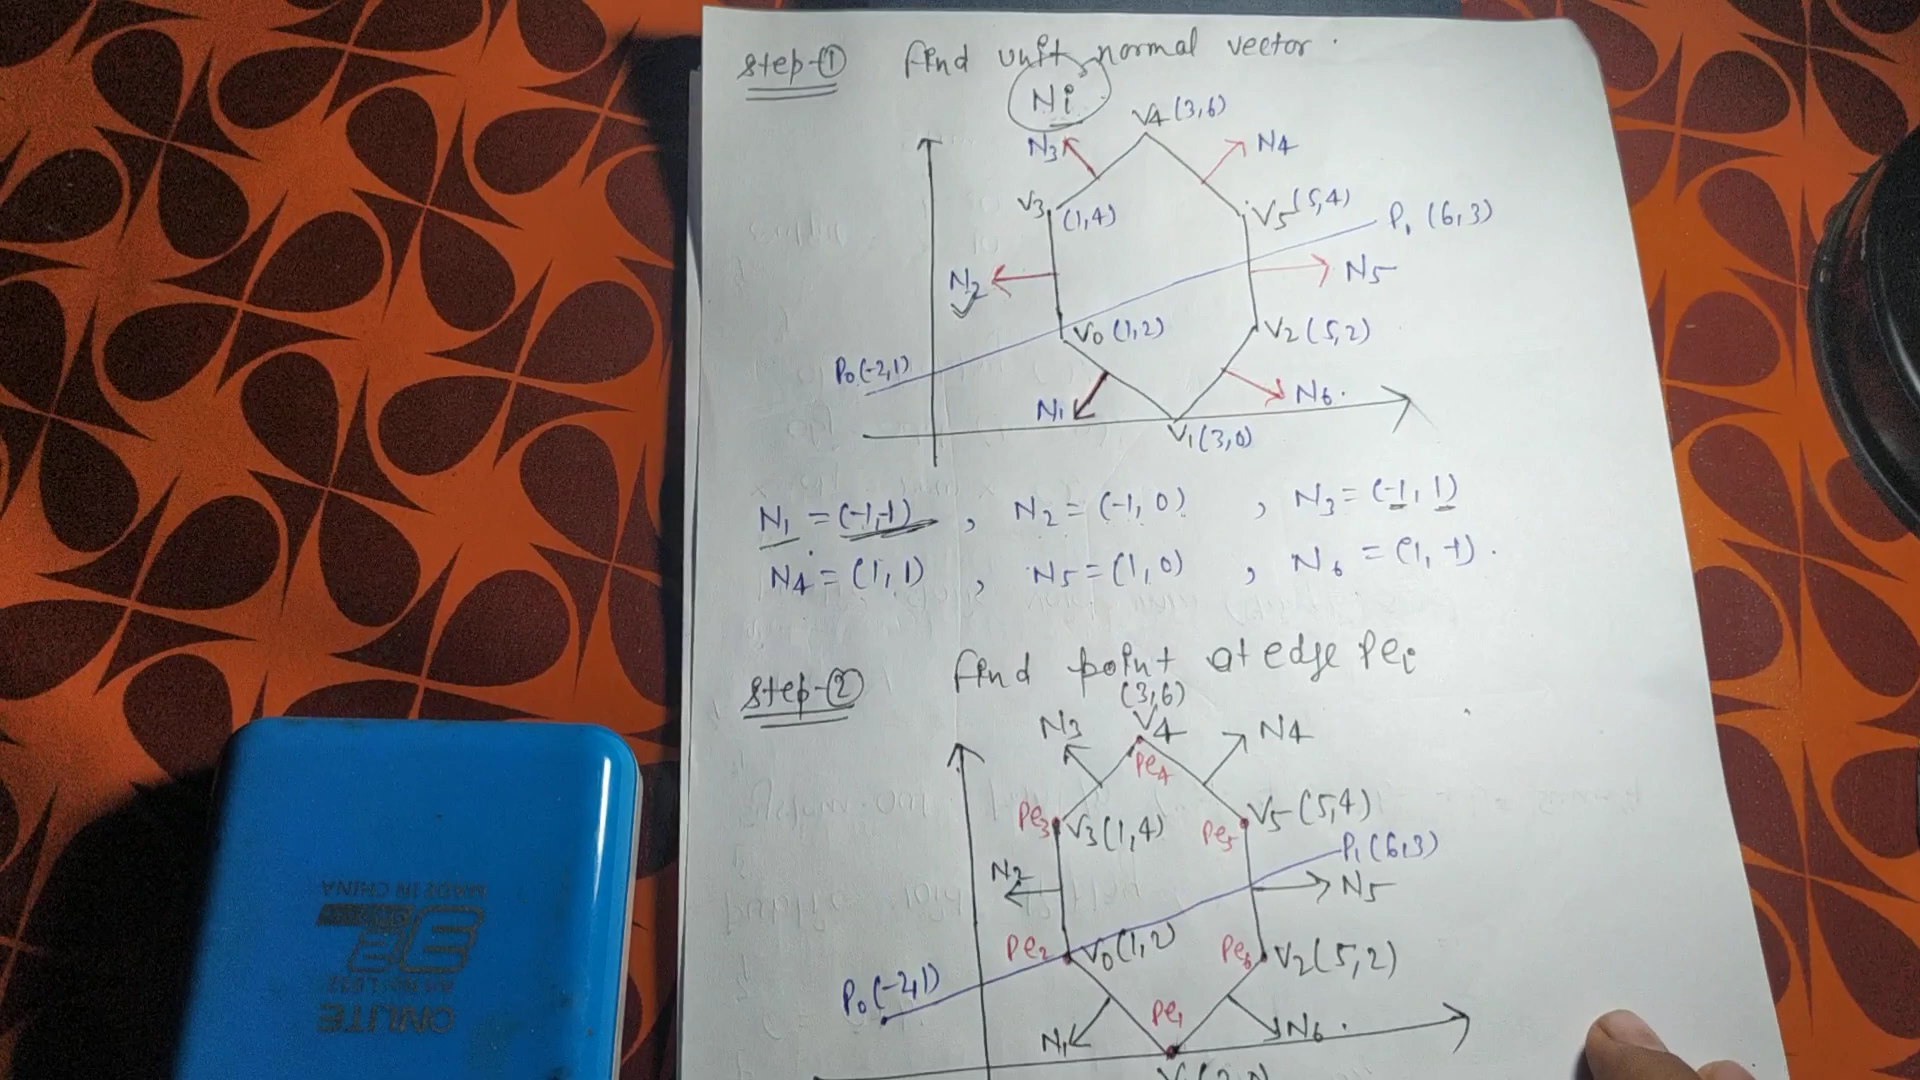 step-① Find unit normal vector.
Ni
V4 (3,6)
N3
N4
V3
(1,4)
V5 (5,4)
P1 (6,3)
N2
N5
V0 (1,2)
V2 (5,2)
P0 (-2,1)
N1
N6.
V1 (3,0)
N1 = (-1,-1) , N2 = (-1, 0) , N3 = (-1, 1)
N4 = (1, 1) , N5 = (1, 0) , N6 = (1, -1).
step-② Find point at edge Pei
(3,6)
N3
V4
N4
Pe4
Pe3
V3 (1,4)
Pe5
V5 (5,4)
P1 (6,3)
N2
N5
Pe2
V0 (1,2)
Pe6
V2 (5,2)
P0 (-2,1)
Pe1
N1
N6.
MADE IN CHINA
ONLITE